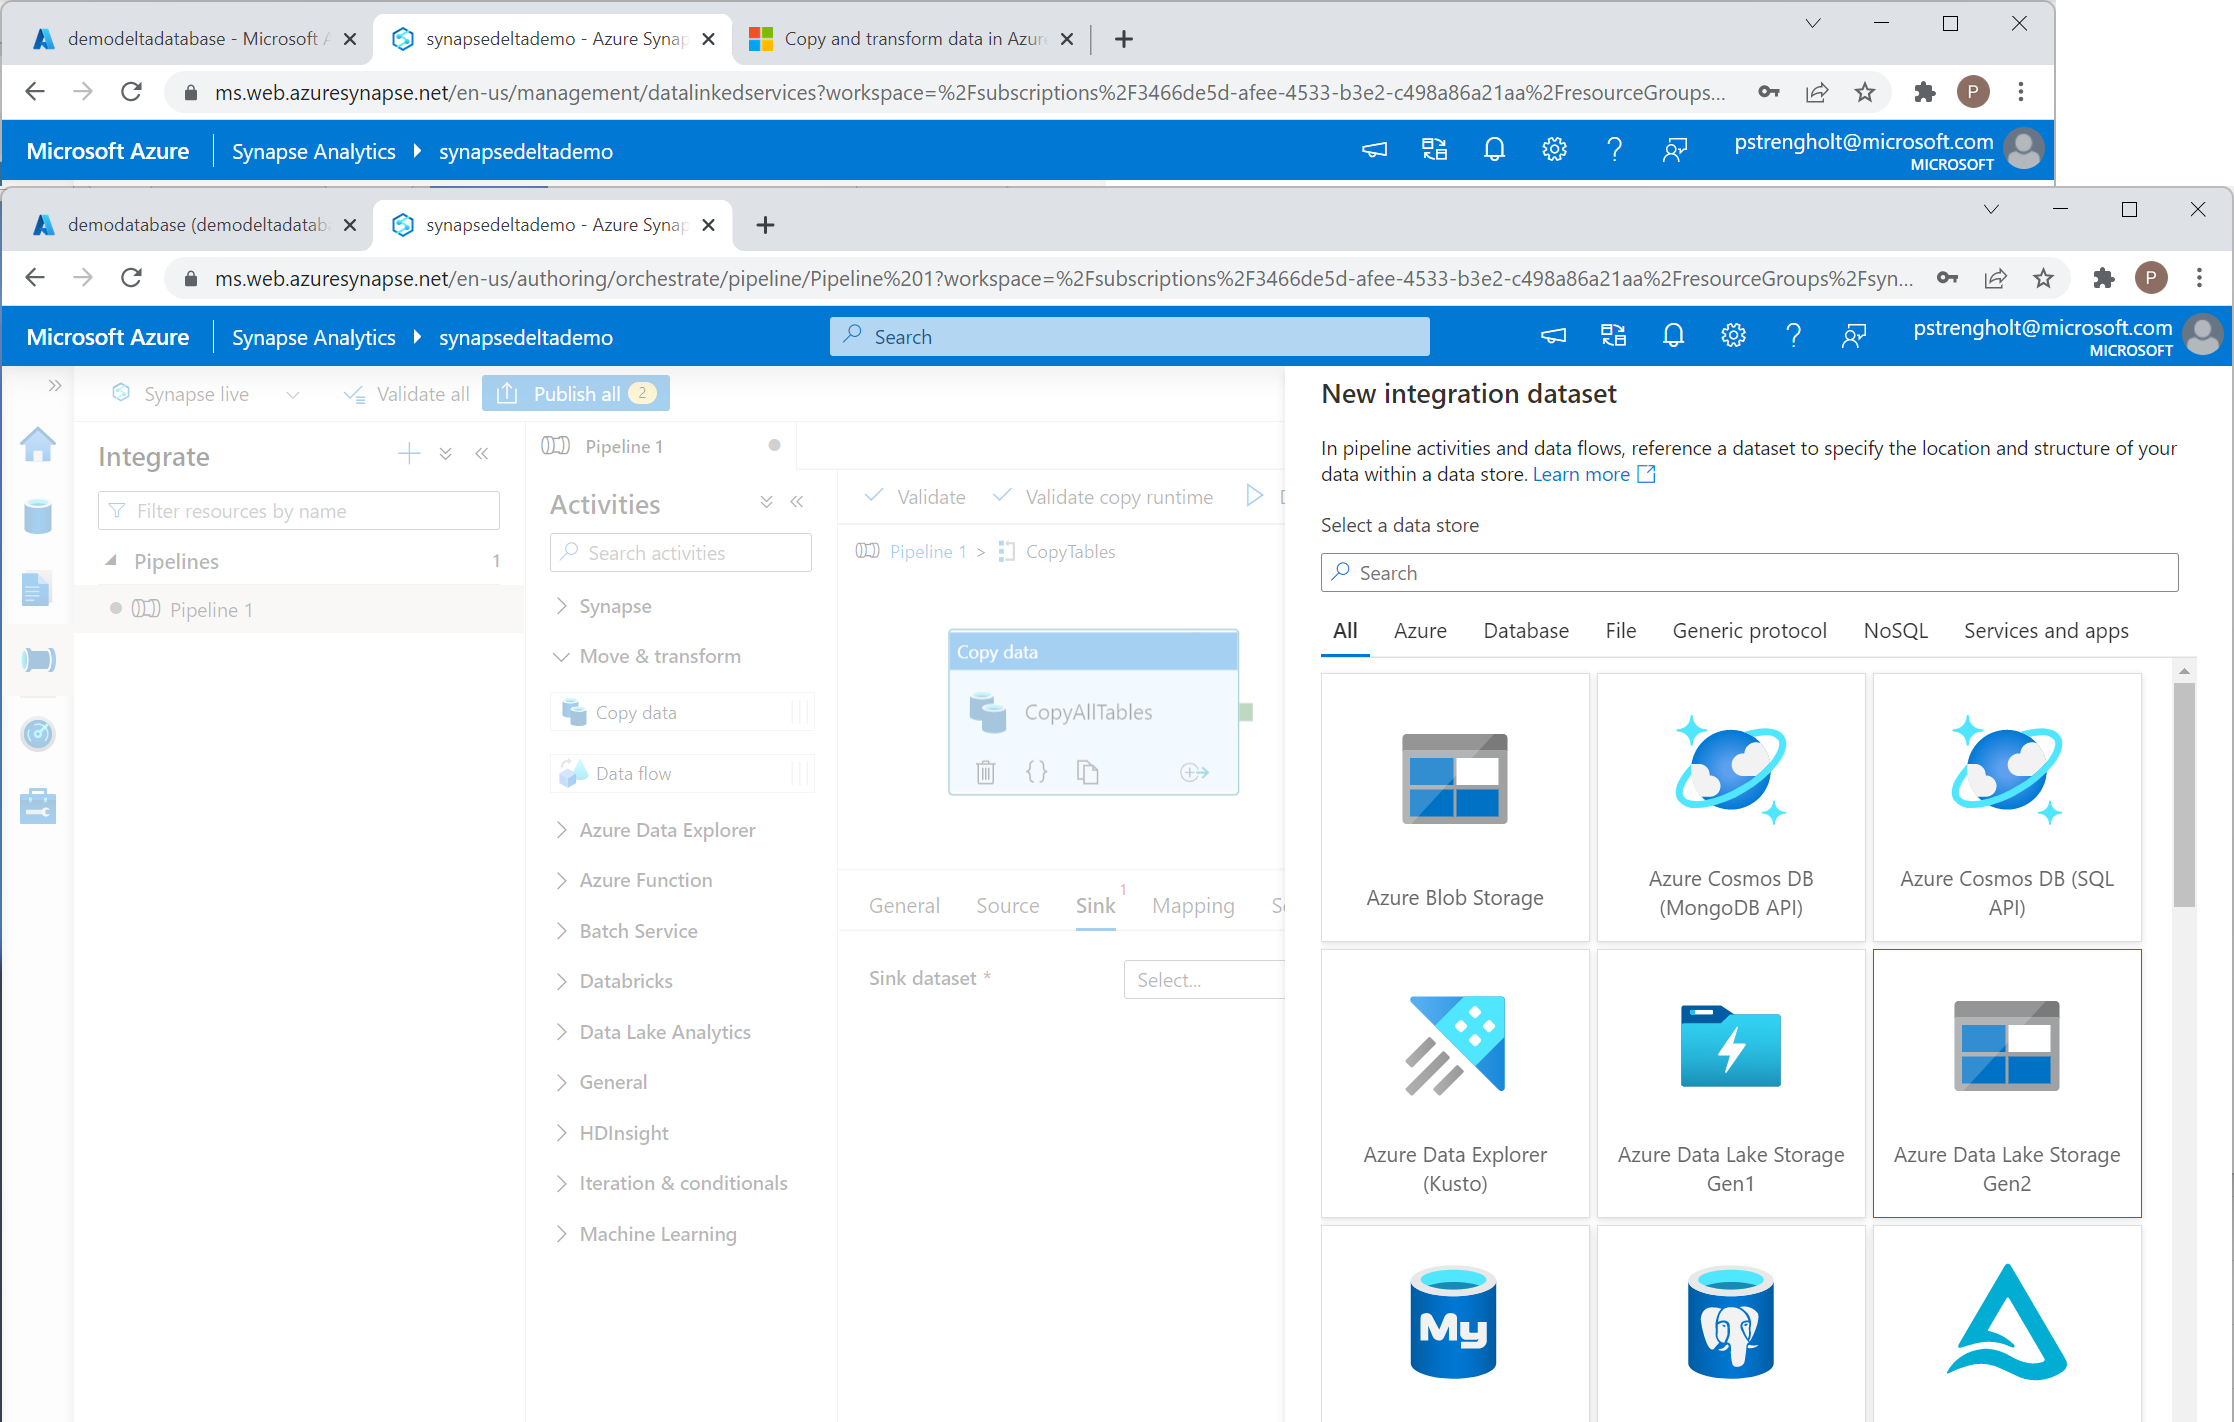 demodeltadatabase - Microsoft A
synapsedeltademo - Azure Synap
Copy and transform data in Azur
ms.web.azuresynapse.net/en-us/management/datalinkedservices?workspace=%2Fsubscriptions%2F3466de5d-afee-4533-b3e2-c498a86a21aa%2FresourceGroups...
P
Microsoft Azure
Synapse Analytics
synapsedeltademo
pstrengholt@microsoft.com
MICROSOFT
demodatabase (demodeltadatab
synapsedeltademo - Azure Synap
ms.web.azuresynapse.net/en-us/authoring/orchestrate/pipeline/Pipeline%201?workspace=%2Fsubscriptions%2F3466de5d-afee-4533-b3e2-c498a86a21aa%2FresourceGroups%2Fsyn...
P
Microsoft Azure
Synapse Analytics
synapsedeltademo
Search
pstrengholt@microsoft.com
MICROSOFT
Synapse live
Validate all
Publish all 2
Integrate
Filter resources by name
Pipelines 1
Pipeline 1
Pipeline 1
Activities
Search activities
Synapse
Move & transform
Copy data
Data flow
Azure Data Explorer
Azure Function
Batch Service
Databricks
Data Lake Analytics
General
HDInsight
Iteration & conditionals
Machine Learning
Validate
Validate copy runtime
Pipeline 1 > CopyTables
Copy data
CopyAllTables
General
Source
Sink 1
Mapping
Sink dataset *
Select...
New integration dataset
In pipeline activities and data flows, reference a dataset to specify the location and structure of your
data within a data store. Learn more
Select a data store
Search
All
Azure
Database
File
Generic protocol
NoSQL
Services and apps
Azure Blob Storage
Azure Cosmos DB
(MongoDB API)
Azure Cosmos DB (SQL
API)
Azure Data Explorer
(Kusto)
Azure Data Lake Storage
Gen1
Azure Data Lake Storage
Gen2
My